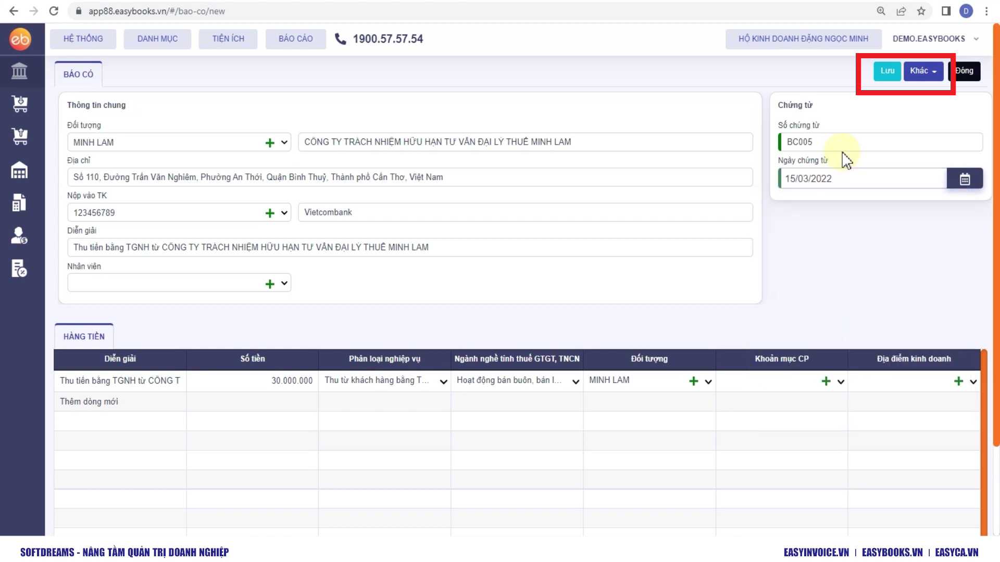 app88.easybooks.vn/#/bao-co/new
D
eb
HỆ THỐNG
DANH MỤC
TIỆN ÍCH
BÁO CÁO
1900.57.57.54
HỘ KINH DOANH ĐẶNG NGỌC MINH
DEMO.EASYBOOKS
BÁO CÓ
Lưu
Khác
Đóng
Thông tin chung
Đối tượng
MINH LAM
CÔNG TY TRÁCH NHIỆM HỮU HẠN TƯ VẤN ĐẠI LÝ THUẾ MINH LAM
Địa chỉ
Số 110, Đường Trần Văn Nghiêm, Phường An Thới, Quận Bình Thuỷ, Thành phố Cần Thơ, Việt Nam
Nộp vào TK
123456789
Vietcombank
Diễn giải
Thu tiền bằng TGNH từ CÔNG TY TRÁCH NHIỆM HỮU HẠN TƯ VẤN ĐẠI LÝ THUẾ MINH LAM
Nhân viên
Chứng từ
Số chứng từ
BC005
Ngày chứng từ
15/03/2022
HÀNG TIỀN
Diễn giải
Số tiền
Phân loại nghiệp vụ
Ngành nghề tính thuế GTGT, TNCN
Đối tượng
Khoản mục CP
Địa điểm kinh doanh
Thu tiền bằng TGNH từ CÔNG T
30.000.000
Thu từ khách hàng bằng T...
Hoạt động bán buôn, bán l...
MINH LAM
Thêm dòng mới
SOFTDREAMS - NÂNG TẦM QUẢN TRỊ DOANH NGHIỆP
EASYINVOICE.VN | EASYBOOKS.VN | EASYCA.VN